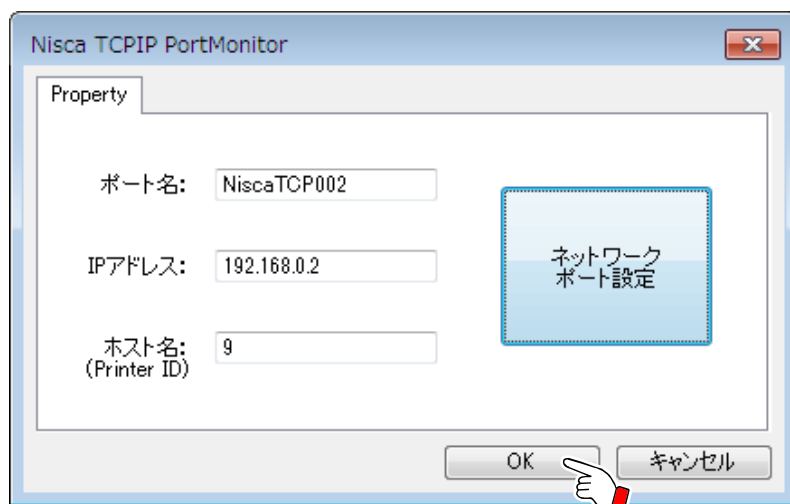 Nisca TCPIP PortMonitor
Property
ポート名: NiscaTCP002
IPアドレス: 192.168.0.2
ホスト名: 9
(Printer ID)
ネットワーク
ポート設定
OK キャンセル